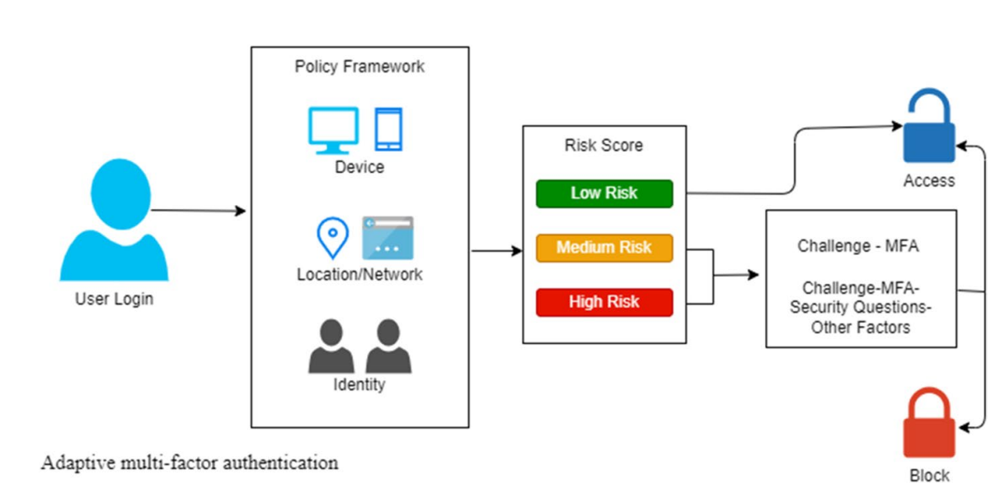 Policy Framework
Device
Location/Network
Identity
User Login
Risk Score
Low Risk
Medium Risk
High Risk
Access
Challenge - MFA
Challenge-MFA-
Security Questions-
Other Factors
Block
Adaptive multi-factor authentication